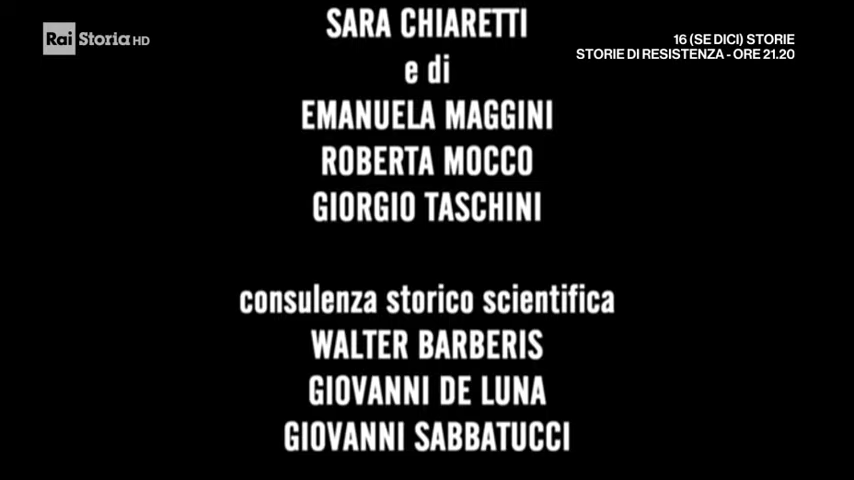 Rai Storia HD
16 (SE DICI) STORIE
STORIE DI RESISTENZA - ORE 21.20
SARA CHIARETTI
e di
EMANUELA MAGGINI
ROBERTA MOCCO
GIORGIO TASCHINI
consulenza storico scientifica
WALTER BARBERIS
GIOVANNI DE LUNA
GIOVANNI SABBATUCCI